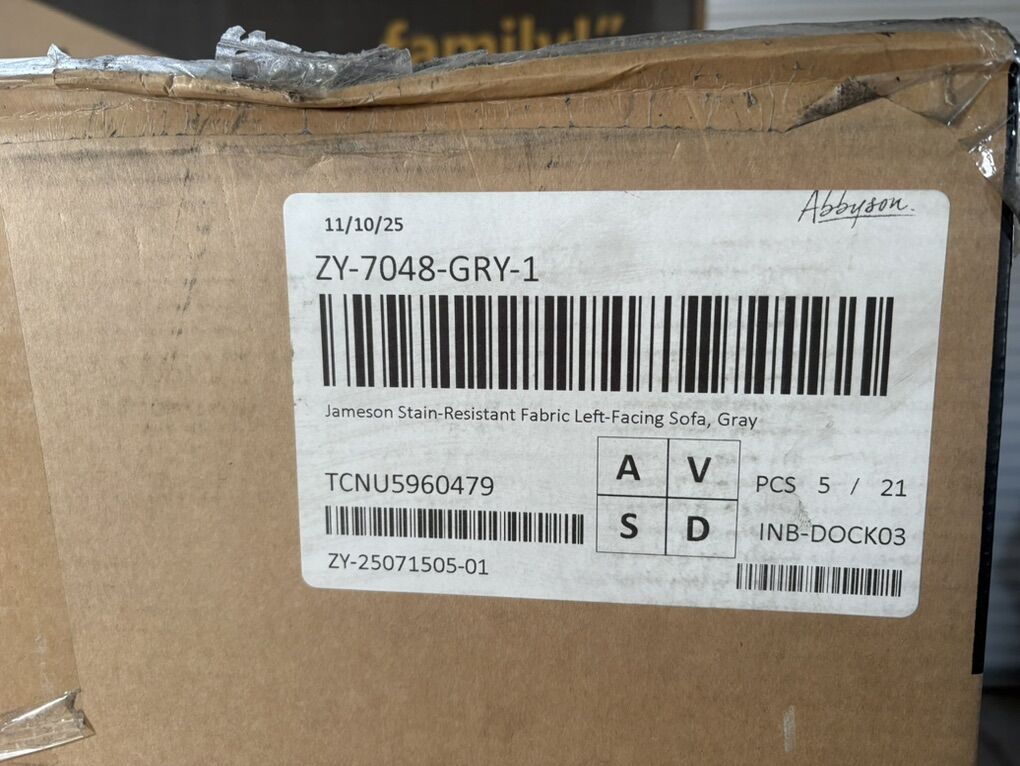 family!”
Abbyson.
11/10/25
ZY-7048-GRY-1
Jameson Stain-Resistant Fabric Left-Facing Sofa, Gray
A V
TCNU5960479
PCS 5 / 21
S D
INB-DOCK03
ZY-25071505-01